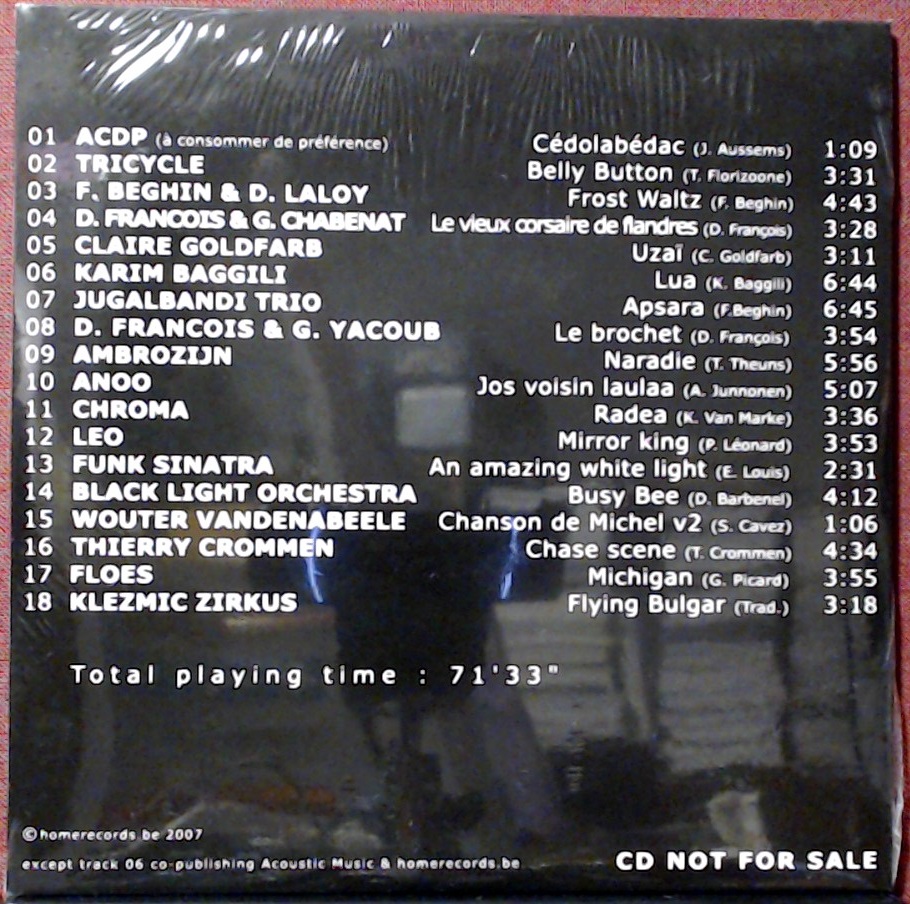 01 ACDP (à consommer de préférence) Cédolabédac (J. Aussems) 1:09
02 TRICYCLE Belly Button (T. Florizoone) 3:31
03 F. BEGHIN & D. LALOY Frost Waltz (F. Beghin) 4:43
04 D. FRANCOIS & G. CHABENAT Le vieux corsaire de flandres (D. François) 3:28
05 CLAIRE GOLDFARB Uzaï (C. Goldfarb) 3:11
06 KARIM BAGGILI Lua (K. Baggili) 6:44
07 JUGALBANDI TRIO Apsara (F.Beghin) 6:45
08 D. FRANCOIS & G. YACOUB Le brochet (D. François) 3:54
09 AMBROZIJN Naradie (T. Theuns) 5:56
10 ANOO Jos voisin laulaa (A. Junnonen) 5:07
11 CHROMA Radea (K. Van Marke) 3:36
12 LEO Mirror king (P. Léonard) 3:53
13 FUNK SINATRA An amazing white light (E. Louis) 2:31
14 BLACK LIGHT ORCHESTRA Busy Bee (D. Barbenel) 4:12
15 WOUTER VANDENABEELE Chanson de Michel v2 (S. Cavez) 1:06
16 THIERRY CROMMEN Chase scene (T. Crommen) 4:34
17 FLOES Michigan (G. Picard) 3:55
18 KLEZMIC ZIRKUS Flying Bulgar (Trad.) 3:18
Total playing time : 71'33"
©homerecords.be 2007
except track 06 co-publishing Acoustic Music & homerecords.be
CD NOT FOR SALE